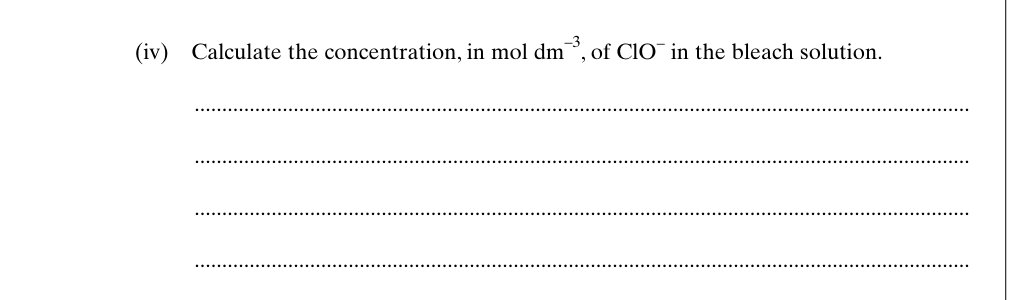 (iv) Calculate the concentration, in mol dm⁻³, of ClO⁻ in the bleach solution.